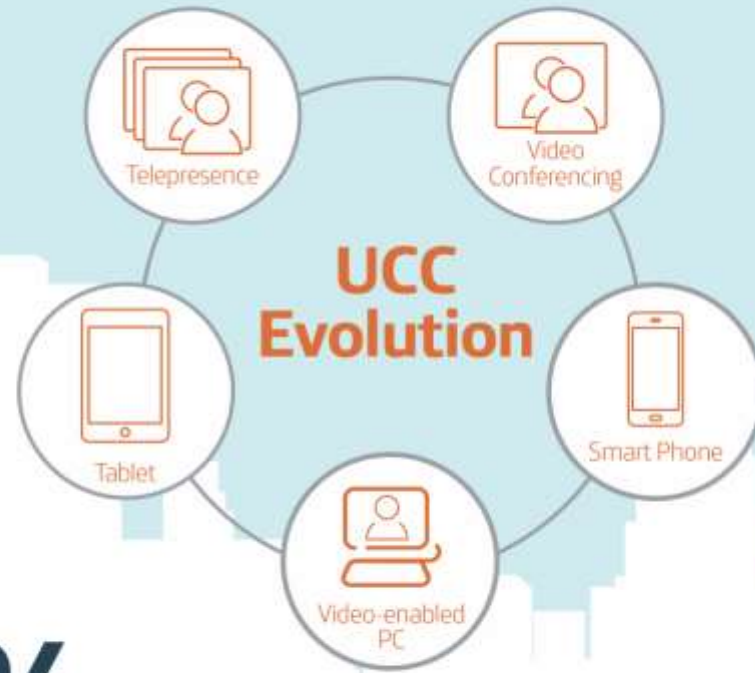 Telepresence
Video
Conferencing
UCC
Evolution
Tablet
Smart Phone
Video-enabled
PC